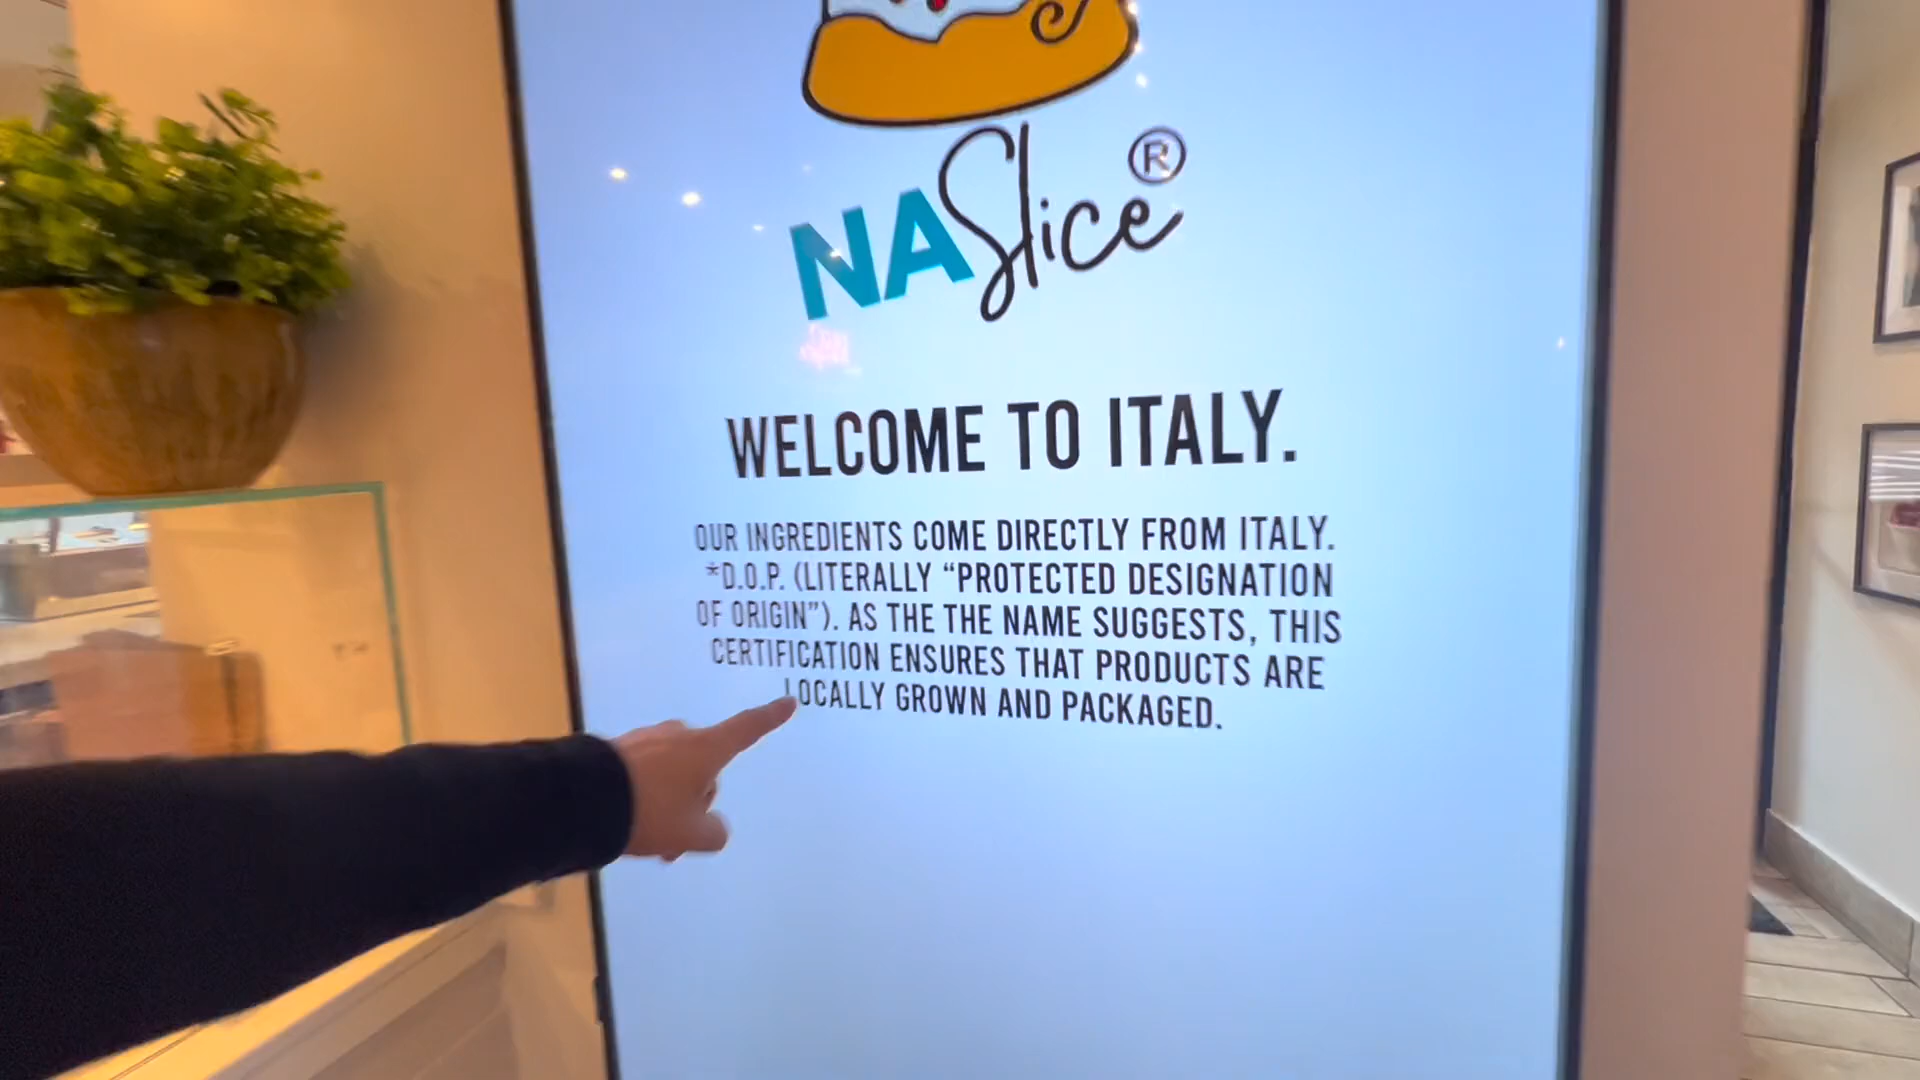 NASlice®
WELCOME TO ITALY.
OUR INGREDIENTS COME DIRECTLY FROM ITALY.
*D.O.P. (LITERALLY “PROTECTED DESIGNATION
OF ORIGIN”). AS THE THE NAME SUGGESTS, THIS
CERTIFICATION ENSURES THAT PRODUCTS ARE
LOCALLY GROWN AND PACKAGED.